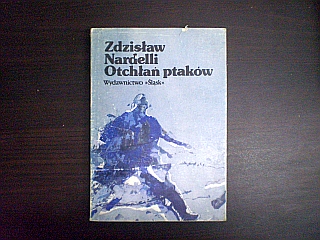 Zdzisław
Nardelli
Otchłań ptaków
Wydawnictwo »Śląsk«